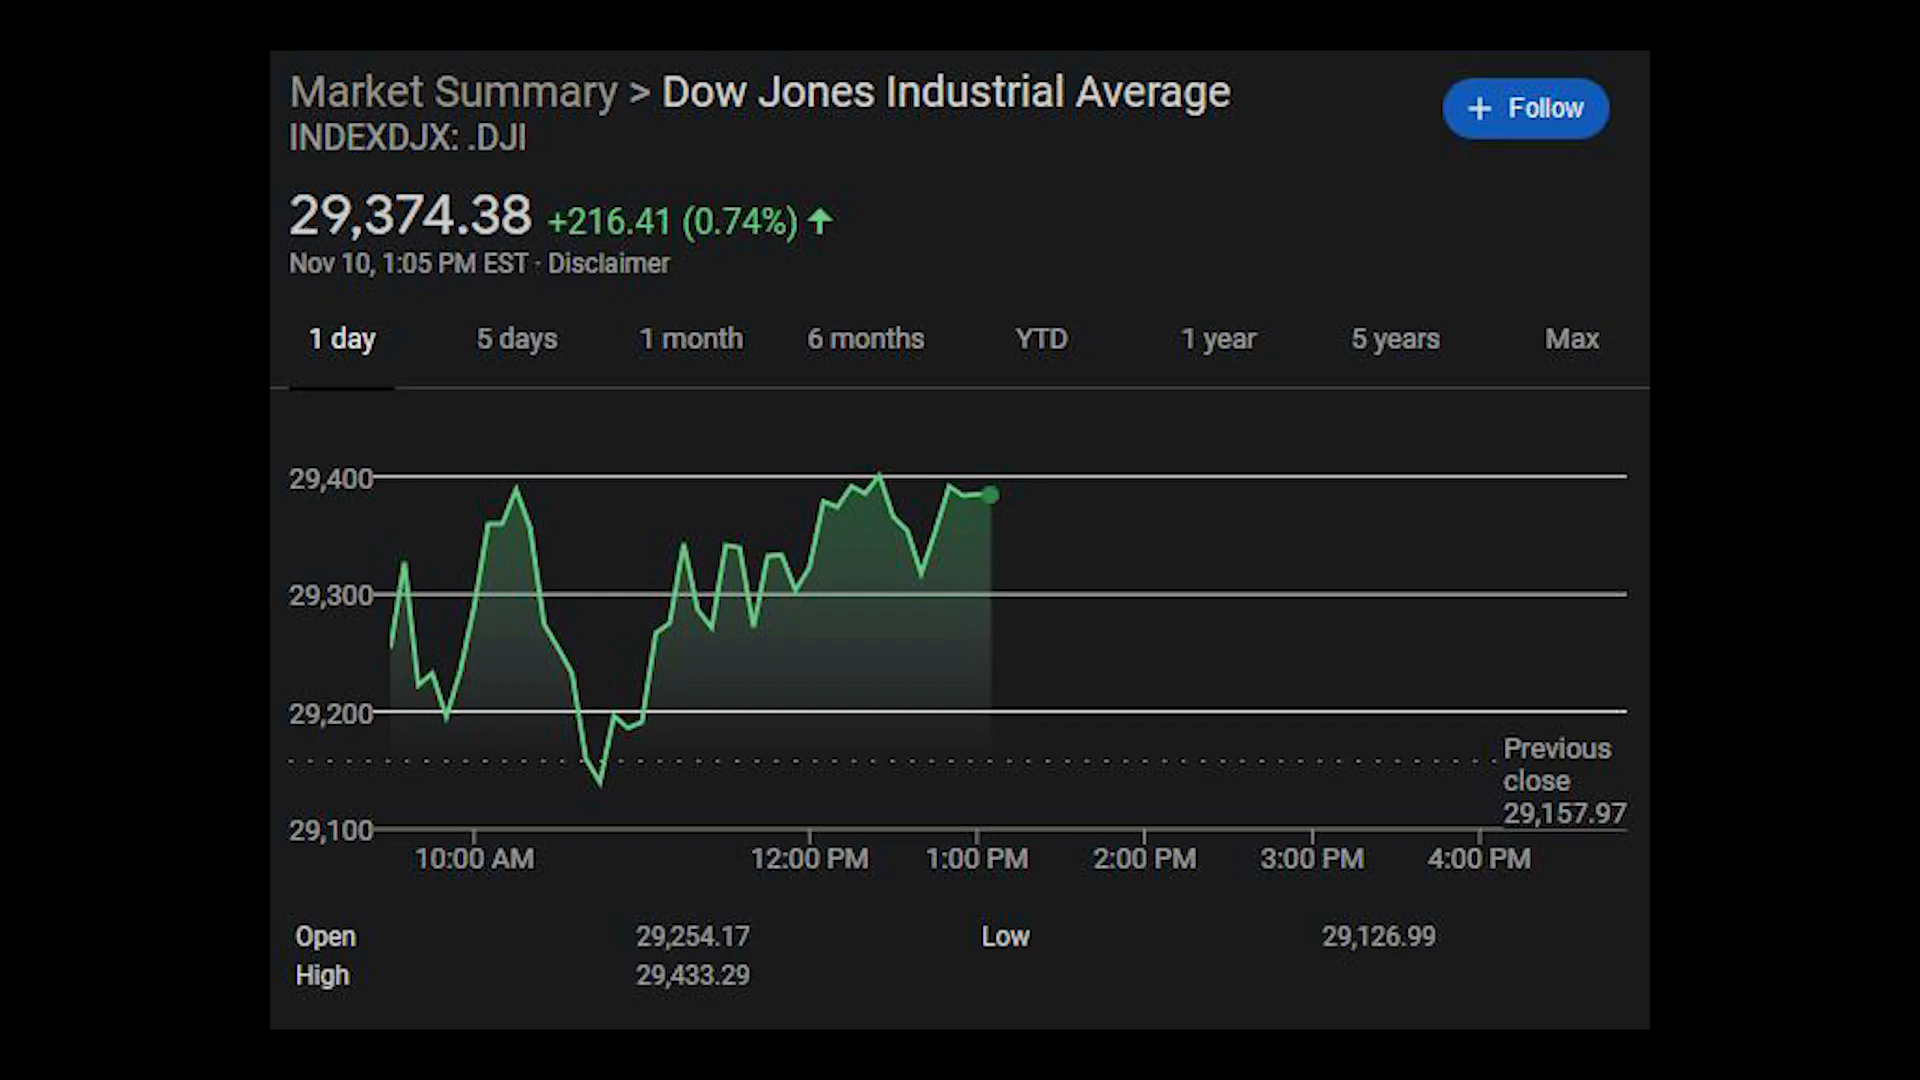 Market Summary > Dow Jones Industrial Average
INDEXDJX: .DJI
+ Follow
29,374.38 +216.41 (0.74%)
Nov 10, 1:05 PM EST · Disclaimer
1 day 5 days 1 month 6 months YTD 1 year 5 years Max
29,400
29,300
29,200
Previous
close
29,157.97
29,100
10:00 AM 12:00 PM 1:00 PM 2:00 PM 3:00 PM 4:00 PM
Open 29,254.17 Low 29,126.99
High 29,433.29